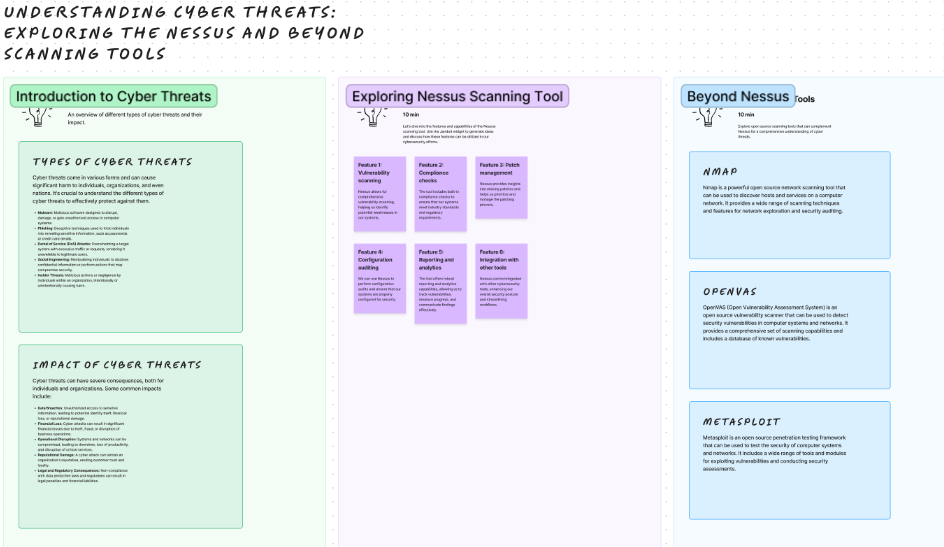 UNDERSTANDING CYBER THREATS:
EXPLORING THE NESSUS AND BEYOND
SCANNING TOOLS
Introduction to Cyber Threats
An overview of different types of cyber threats and their
impact.
TYPES OF CYBER THREATS
Cyber threats come in various forms and can cause
significant harm to individuals, organizations, and even
nations. It's crucial to understand the different types of
cyber threats to effectively protect against them.
Malware: Malicious software designed to disrupt,
damage, or gain unauthorized access to computer
systems.
Phishing: Deceptive techniques used to trick individuals
into revealing sensitive information, such as passwords
or credit card details.
Denial of Service (DoS) Attacks: Overwhelming a target
system with excessive traffic or requests, rendering it
unavailable to legitimate users.
Social Engineering: Manipulating individuals to disclose
confidential information or perform actions that may
compromise security.
Insider Threats: Malicious actions or negligence by
individuals within an organization, intentionally or
unintentionally causing harm.
IMPACT OF CYBER THREATS
Cyber threats can have severe consequences, both for
individuals and organizations. Some common impacts
include:
Data Breaches: Unauthorized access to sensitive
information, leading to potential identity theft, financial
loss, or reputational damage.
Financial Loss: Cyber attacks can result in significant
financial losses due to theft, fraud, or disruption of
business operations.
Operational Disruption: Systems and networks can be
compromised, leading to downtime, loss of productivity,
and disruption of critical services.
Reputational Damage: A cyber attack can tarnish an
organization's reputation, eroding customer trust and
loyalty.
Legal and Regulatory Consequences: Non-compliance
with data protection laws and regulations can result in
legal penalties and financial liabilities.
Exploring Nessus Scanning Tool
10 min
Let's dive into the features and capabilities of the Nessus
scanning tool. Use the Jambot widget to generate ideas
and discuss how these features can be utilized in our
cybersecurity efforts.
Feature 1:
Vulnerability
scanning
Nessus allows for
comprehensive
vulnerability scanning,
helping us identify
potential weaknesses in
our systems.
Feature 2:
Compliance
checks
The tool includes built-in
compliance checks to
ensure that our systems
meet industry standards
and regulatory
requirements.
Feature 3: Patch
management
Nessus provides insights
into missing patches and
helps us prioritize and
manage the patching
process.
Feature 4:
Configuration
auditing
We can use Nessus to
perform configuration
audits and ensure that our
systems are properly
configured for security.
Feature 5:
Reporting and
analytics
The tool offers robust
reporting and analytics
capabilities, allowing us to
track vulnerabilities,
measure progress, and
communicate findings
effectively.
Feature 6:
Integration with
other tools
Nessus can be integrated
with other cybersecurity
tools, enhancing our
overall security posture
and streamlining
workflows.
Beyond Nessus
Tools
10 min
Explore open source scanning tools that can complement
Nessus for a comprehensive understanding of cyber
threats.
NMAP
Nmap is a powerful open source network scanning tool that
can be used to discover hosts and services on a computer
network. It provides a wide range of scanning techniques
and features for network exploration and security auditing.
OPENVAS
OpenVAS (Open Vulnerability Assessment System) is an
open source vulnerability scanner that can be used to detect
security vulnerabilities in computer systems and networks. It
provides a comprehensive set of scanning capabilities and
includes a database of known vulnerabilities.
METASPLOIT
Metasploit is an open source penetration testing framework
that can be used to test the security of computer systems
and networks. It includes a wide range of tools and modules
for exploiting vulnerabilities and conducting security
assessments.